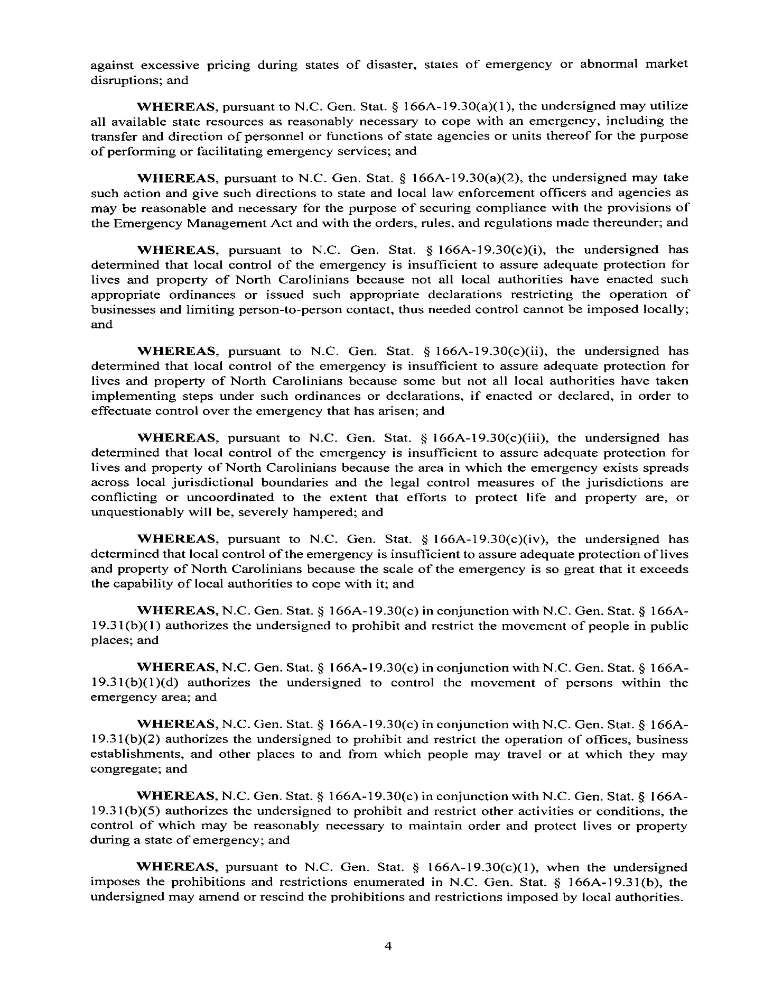 against excessive pricing during states of disaster, states of emergency or abnormal market
disruptions; and
WHEREAS, pursuant to N.C. Gen. Stat. § 166A-19.30(a)(1), the undersigned may utilize
all available state resources as reasonably necessary to cope with an emergency, including the
transfer and direction of personnel or functions of state agencies or units thereof for the purpose
of performing or facilitating emergency services; and
WHEREAS, pursuant to N.C. Gen. Stat. § 166A-19.30(a)(2), the undersigned may take
such action and give such directions to state and local law enforcement officers and agencies as
may be reasonable and necessary for the purpose of securing compliance with the provisions of
the Emergency Management Act and with the orders, rules, and regulations made thereunder; and
WHEREAS, pursuant to N.C. Gen. Stat. § 166A-19.30(c)(i), the undersigned has
determined that local control of the emergency is insufficient to assure adequate protection for
lives and property of North Carolinians because not all local authorities have enacted such
appropriate ordinances or issued such appropriate declarations restricting the operation of
businesses and limiting person-to-person contact, thus needed control cannot be imposed locally;
and
WHEREAS, pursuant to N.C. Gen. Stat. § 166A-19.30(c)(ii), the undersigned has
determined that local control of the emergency is insufficient to assure adequate protection for
lives and property of North Carolinians because some but not all local authorities have taken
implementing steps under such ordinances or declarations, if enacted or declared, in order to
effectuate control over the emergency that has arisen; and
WHEREAS, pursuant to N.C. Gen. Stat. § 166A-19.30(c)(iii), the undersigned has
determined that local control of the emergency is insufficient to assure adequate protection for
lives and property of North Carolinians because the area in which the emergency exists spreads
across local jurisdictional boundaries and the legal control measures of the jurisdictions are
conflicting or uncoordinated to the extent that efforts to protect life and property are, or
unquestionably will be, severely hampered; and
WHEREAS, pursuant to N.C. Gen. Stat. § 166A-19.30(c)(iv), the undersigned has
determined that local control of the emergency is insufficient to assure adequate protection of lives
and property of North Carolinians because the scale of the emergency is so great that it exceeds
the capability of local authorities to cope with it; and
WHEREAS, N.C. Gen. Stat. § 166A-19.30(c) in conjunction with N.C. Gen. Stat. § 166A-
19.31(b)(1) authorizes the undersigned to prohibit and restrict the movement of people in public
places; and
WHEREAS, N.C. Gen. Stat. § 166A-19.30(c) in conjunction with N.C. Gen. Stat. § 166A-
19.31(b)(1)(d) authorizes the undersigned to control the movement of persons within the
emergency area; and
WHEREAS, N.C. Gen. Stat. § 166A-19.30(c) in conjunction with N.C. Gen. Stat. § 166A-
19.31(b)(2) authorizes the undersigned to prohibit and restrict the operation of offices, business
establishments, and other places to and from which people may travel or at which they may
congregate; and
WHEREAS, N.C. Gen. Stat. § 166A-19.30(c) in conjunction with N.C. Gen. Stat. § 166A-
19.31(b)(5) authorizes the undersigned to prohibit and restrict other activities or conditions, the
control of which may be reasonably necessary to maintain order and protect lives or property
during a state of emergency; and
WHEREAS, pursuant to N.C. Gen. Stat. § 166A-19.30(c)(1), when the undersigned
imposes the prohibitions and restrictions enumerated in N.C. Gen. Stat. § 166A-19.31(b), the
undersigned may amend or rescind the prohibitions and restrictions imposed by local authorities.
4